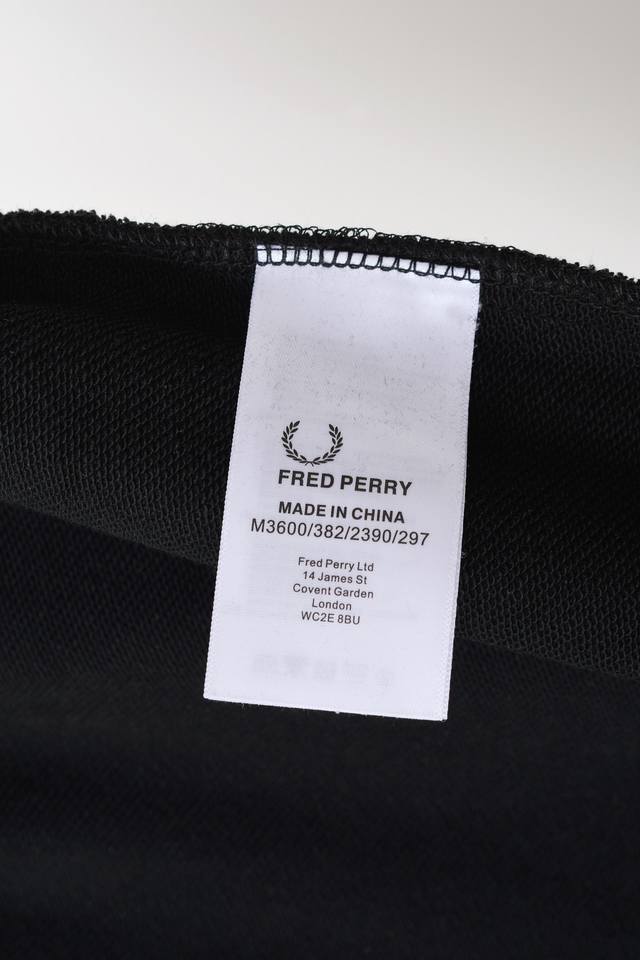 FRED PERRY
MADE IN CHINA
M3600/382/2390/297
Fred Perry Ltd
14 James St
Covent Garden
London
WC2E 8BU